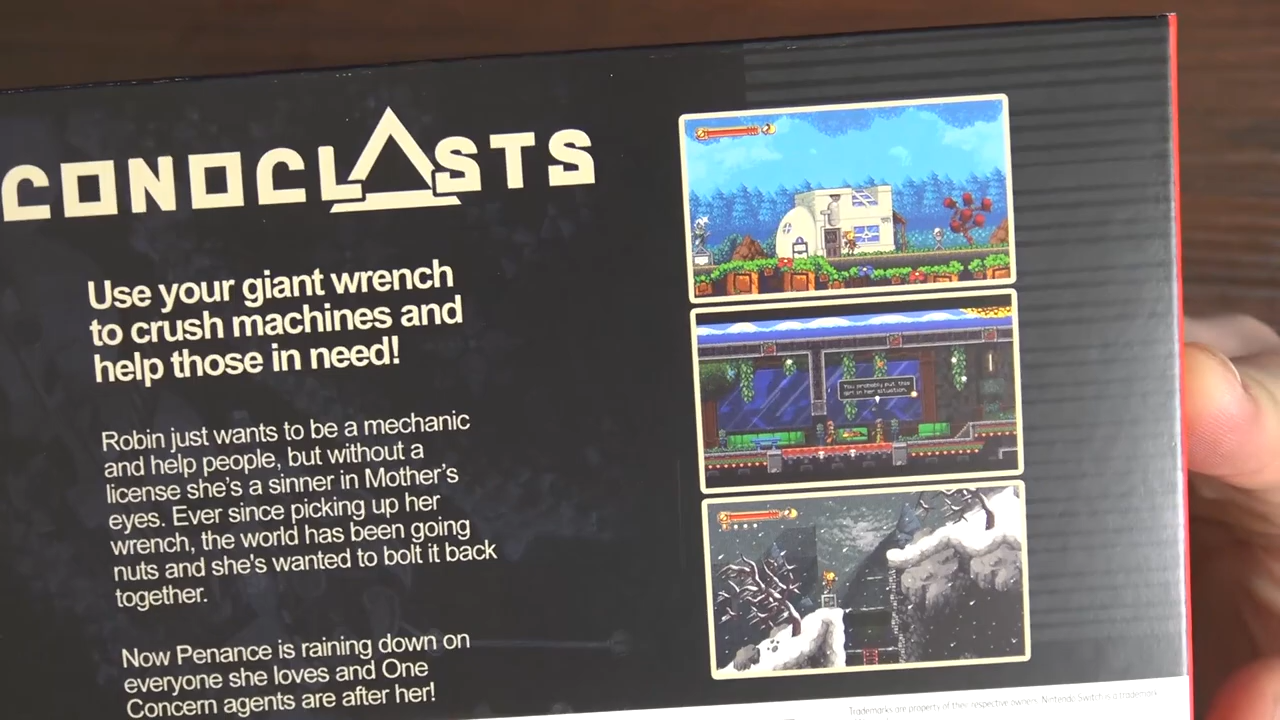 CONOCLASTS
Use your giant wrench
to crush machines and
help those in need!
Robin just wants to be a mechanic
and help people, but without a
license she's a sinner in Mother's
eyes. Ever since picking up her
wrench, the world has been going
nuts and she's wanted to bolt it back
together.
Now Penance is raining down on
everyone she loves and One
Concern agents are after her!
You probably put this
girl in her situation.
Trademarks are property of their respective owners. Nintendo Switch is a trademark